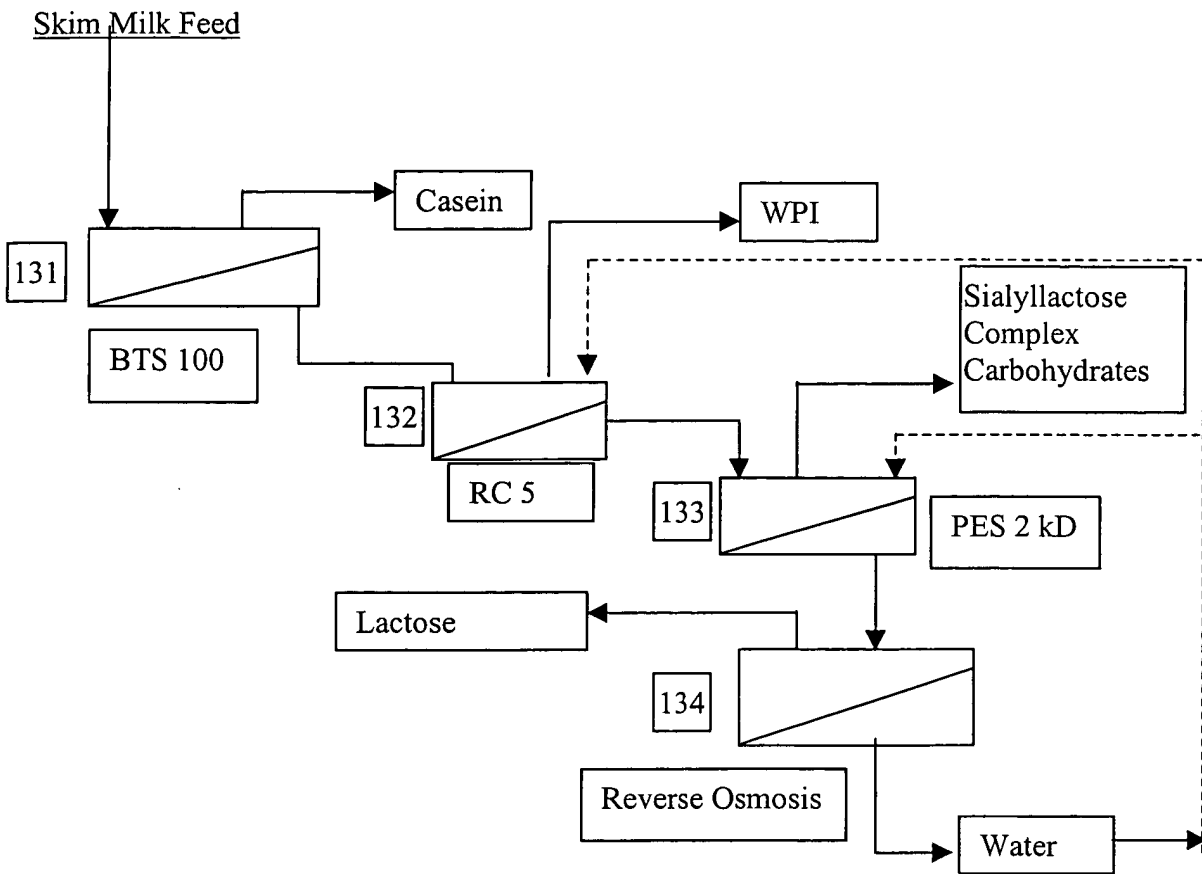 Skim Milk Feed
Casein
WPI
131
Sialyllactose
Complex
Carbohydrates
BTS 100
132
RC 5
133
PES 2 kD
Lactose
134
Reverse Osmosis
Water